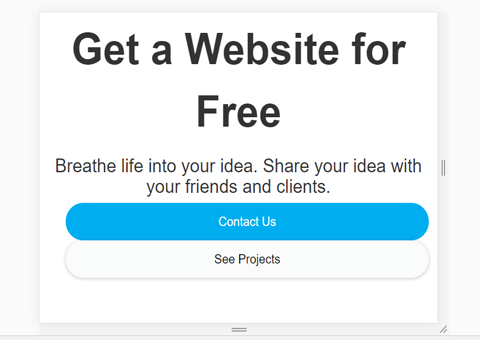 Get a Website for
Free
Breathe life into your idea. Share your idea with
your friends and clients.
Contact Us
See Projects